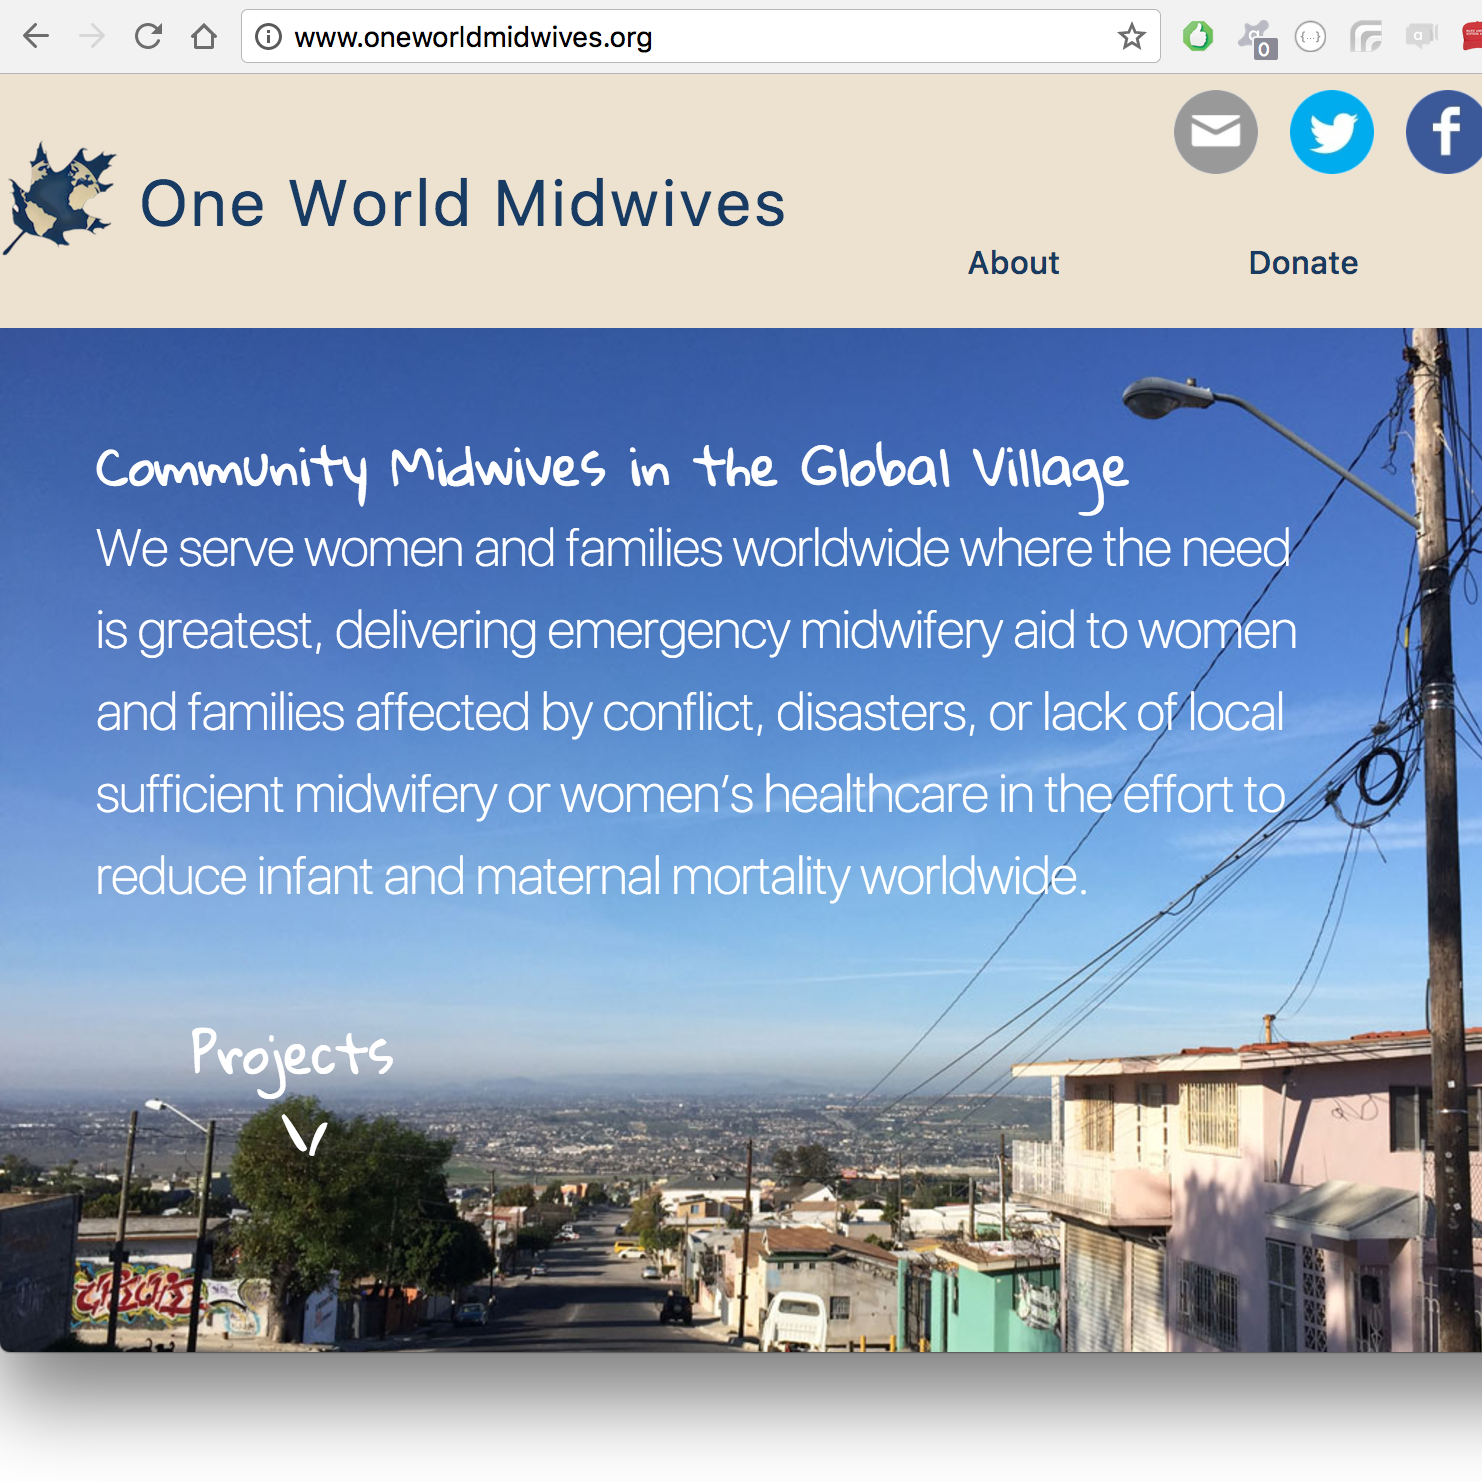 www.oneworldmidwives.org
0
One World Midwives
About
Donate
Community Midwives in the Global Village
We serve women and families worldwide where the need
is greatest, delivering emergency midwifery aid to women
and families affected by conflict, disasters, or lack of local
sufficient midwifery or women’s healthcare in the effort to
reduce infant and maternal mortality worldwide.
Projects